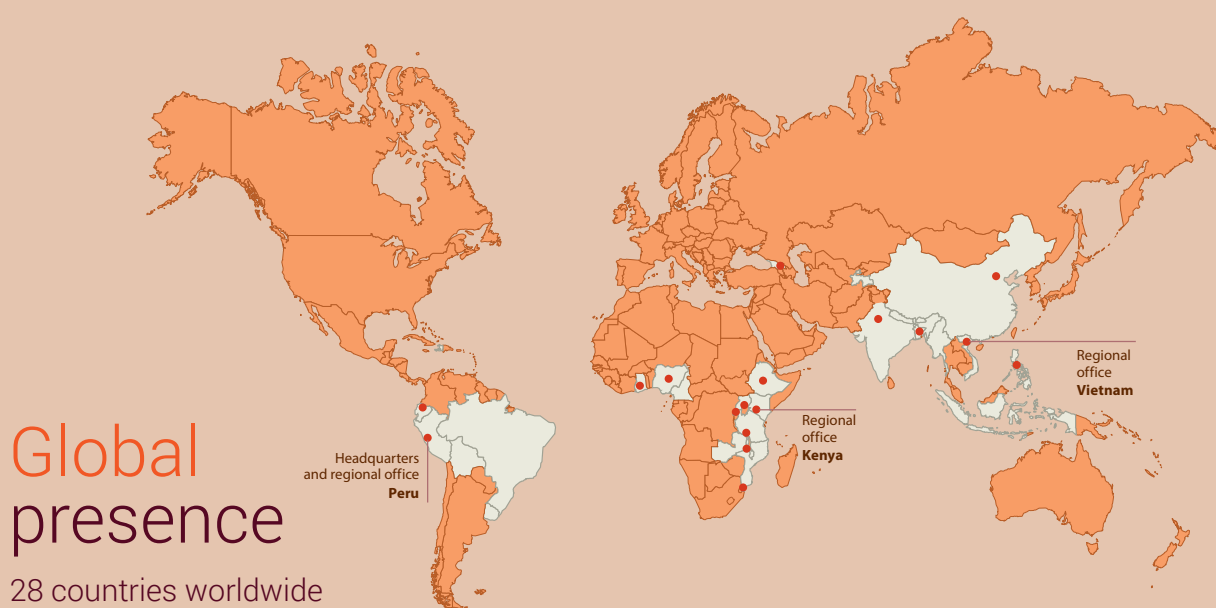 Global
presence
28 countries worldwide
Headquarters
and regional office
Peru
Regional
office
Kenya
Regional
office
Vietnam